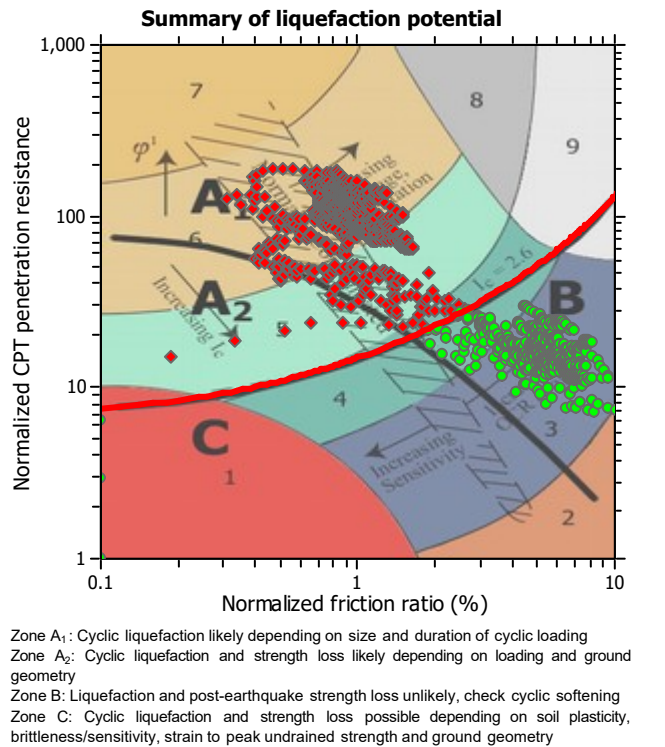 Summary of liquefaction potential
1,000
7
8
9
φ'
A₁
100
6
I꜀ = 2.6
A₂
B
Increasing I꜀
5
10
4
3
C
Increasing
Sensitivity
1
2
1
0.1
1
10
Normalized CPT penetration resistance
Normalized friction ratio (%)
Zone A₁: Cyclic liquefaction likely depending on size and duration of cyclic loading
Zone A₂: Cyclic liquefaction and strength loss likely depending on loading and ground
geometry
Zone B: Liquefaction and post-earthquake strength loss unlikely, check cyclic softening
Zone C: Cyclic liquefaction and strength loss possible depending on soil plasticity,
brittleness/sensitivity, strain to peak undrained strength and ground geometry